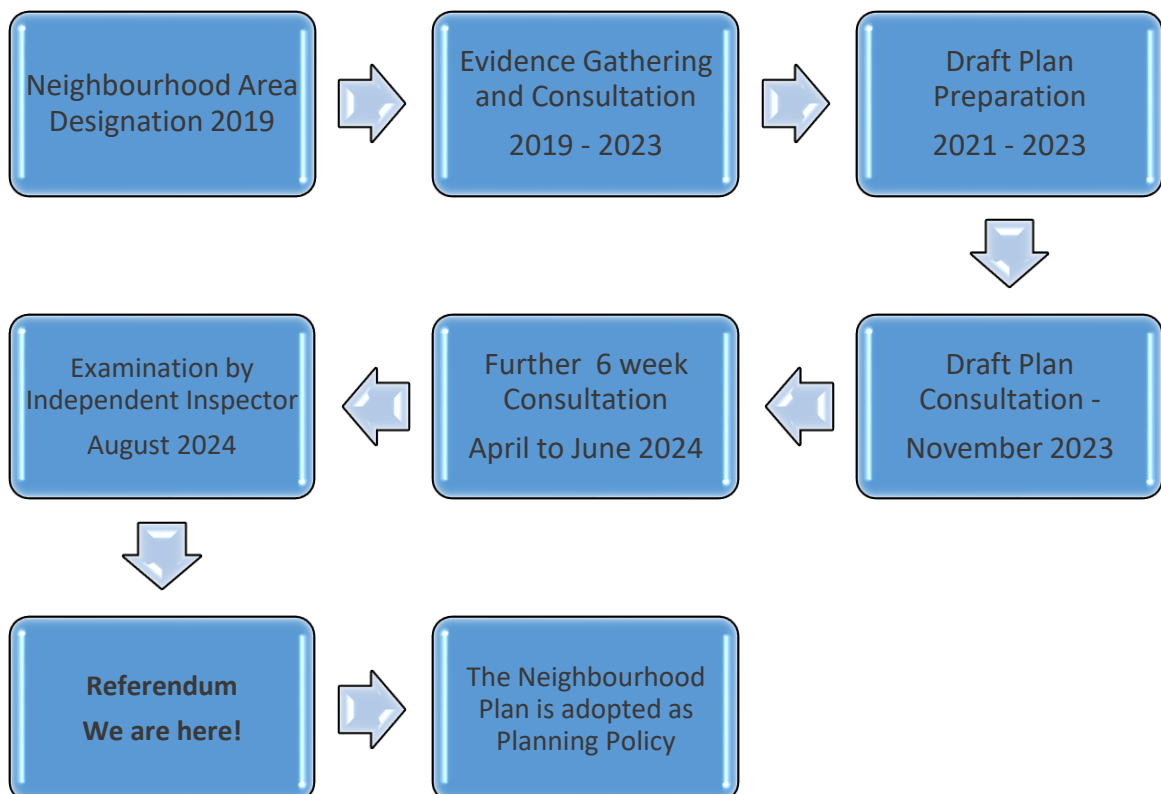 Neighbourhood Area
Designation 2019
Evidence Gathering
and Consultation
2019 - 2023
Draft Plan
Preparation
2021 - 2023
Draft Plan
Consultation -
November 2023
Further 6 week
Consultation
April to June 2024
Examination by
Independent Inspector
August 2024
Referendum
We are here!
The Neighbourhood
Plan is adopted as
Planning Policy